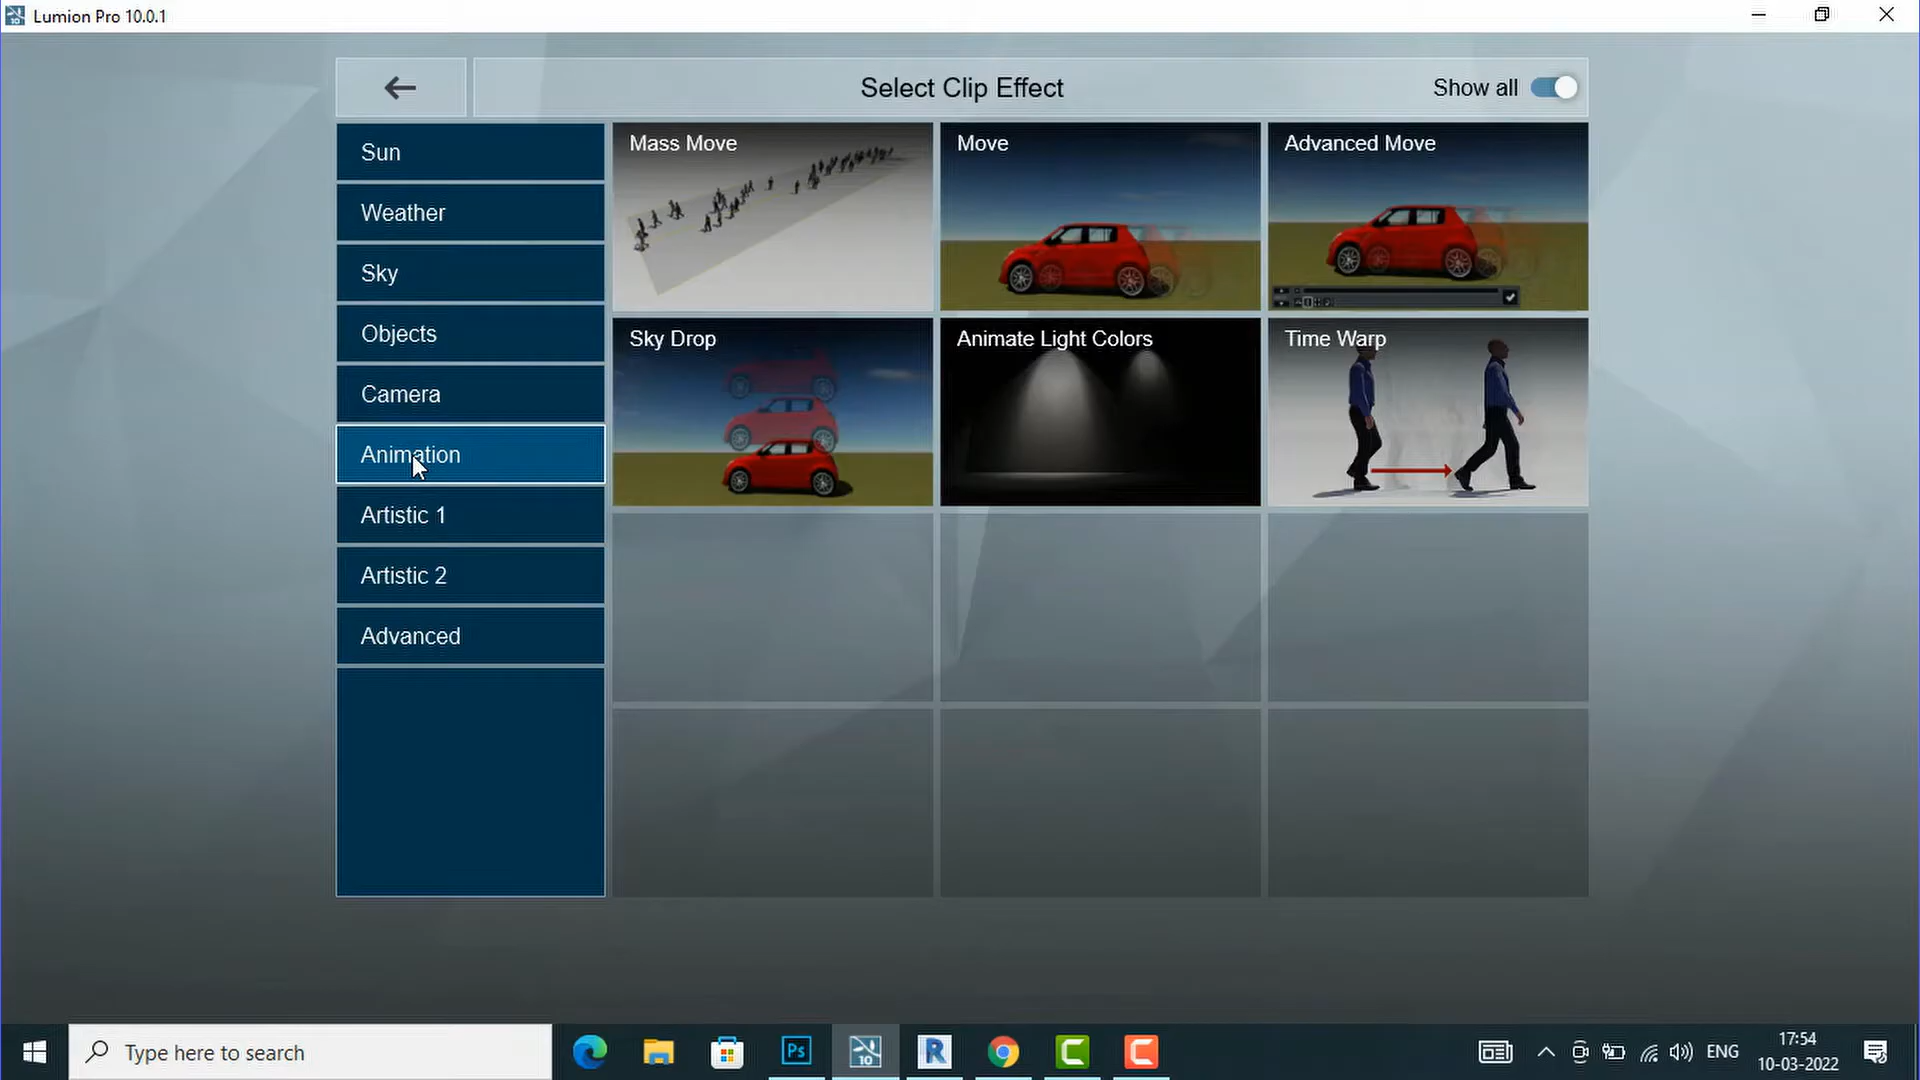 Lumion Pro 10.0.1
Select Clip Effect
Show all
Sun
Weather
Sky
Objects
Camera
Animation
Artistic 1
Artistic 2
Advanced
Mass Move
Move
Advanced Move
Sky Drop
Animate Light Colors
Time Warp
Type here to search
Ps
10
R
C
C
ENG
17:54
10-03-2022